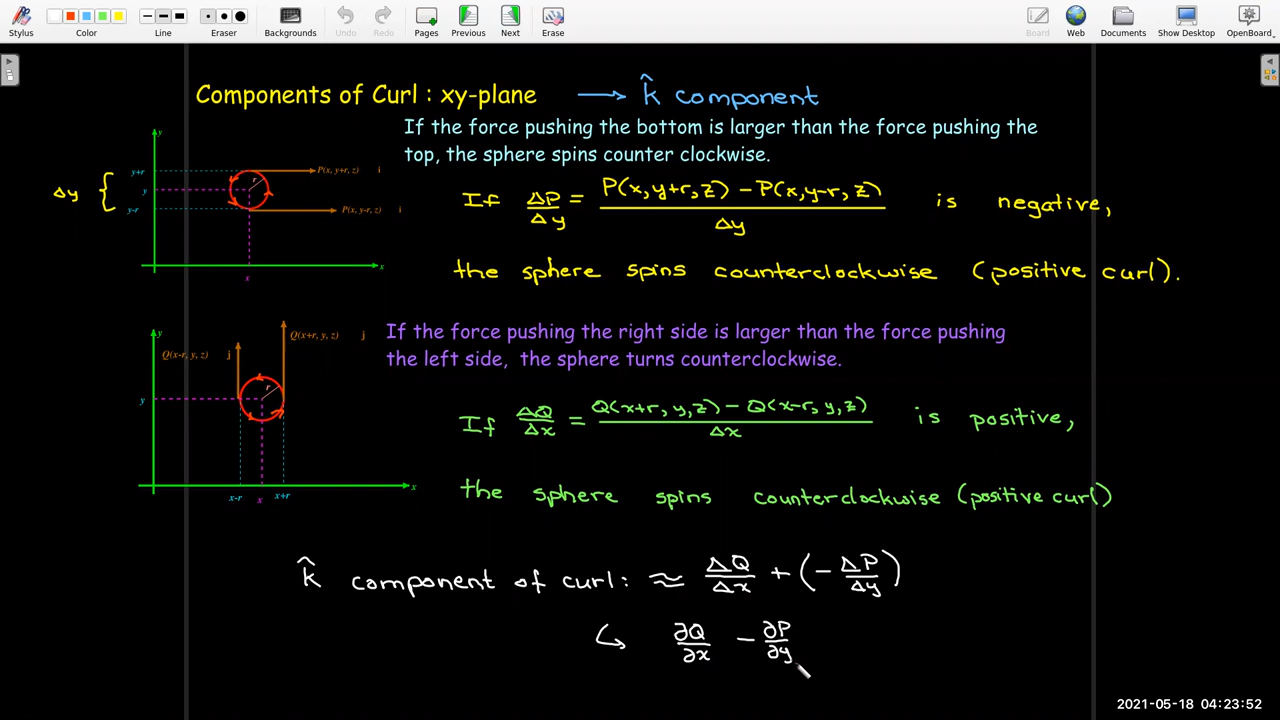 Stylus Color Line Eraser Backgrounds Undo Redo Pages Previous Next Erase Board Web Documents Show Desktop OpenBoard
Components of Curl : xy-plane → k̂ component
If the force pushing the bottom is larger than the force pushing the
top, the sphere spins counter clockwise.
y
y+r
P(x, y+r, z) i
Δy { y
r
y-r
P(x, y-r, z) i
x
x
If ΔP/Δy = (P(x,y+r,z) − P(x,y-r,z))/Δy is negative,
the sphere spins counterclockwise (positive curl).
y
Q(x+r, y, z) j
Q(x-r, y, z) j
r
y
x
x-r x x+r
If the force pushing the right side is larger than the force pushing
the left side, the sphere turns counterclockwise.
If ΔQ/Δx = (Q(x+r,y,z) − Q(x-r,y,z))/Δx is positive,
the sphere spins counterclockwise (positive curl)
k̂ component of curl: ≈ ΔQ/Δx + (− ΔP/Δy)
↪ ∂Q/∂x − ∂P/∂y
2021-05-18 04:23:52